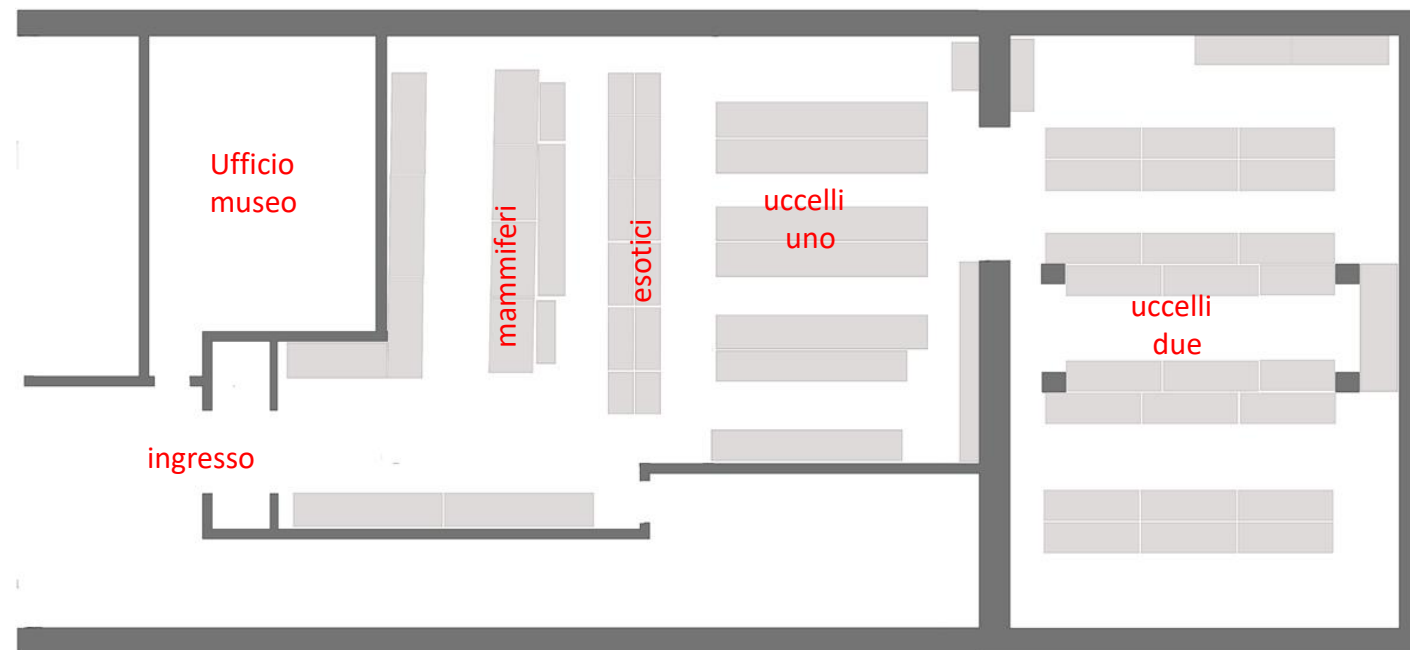 Ufficio
museo
mammiferi
esotici
uccelli
uno
uccelli
due
ingresso